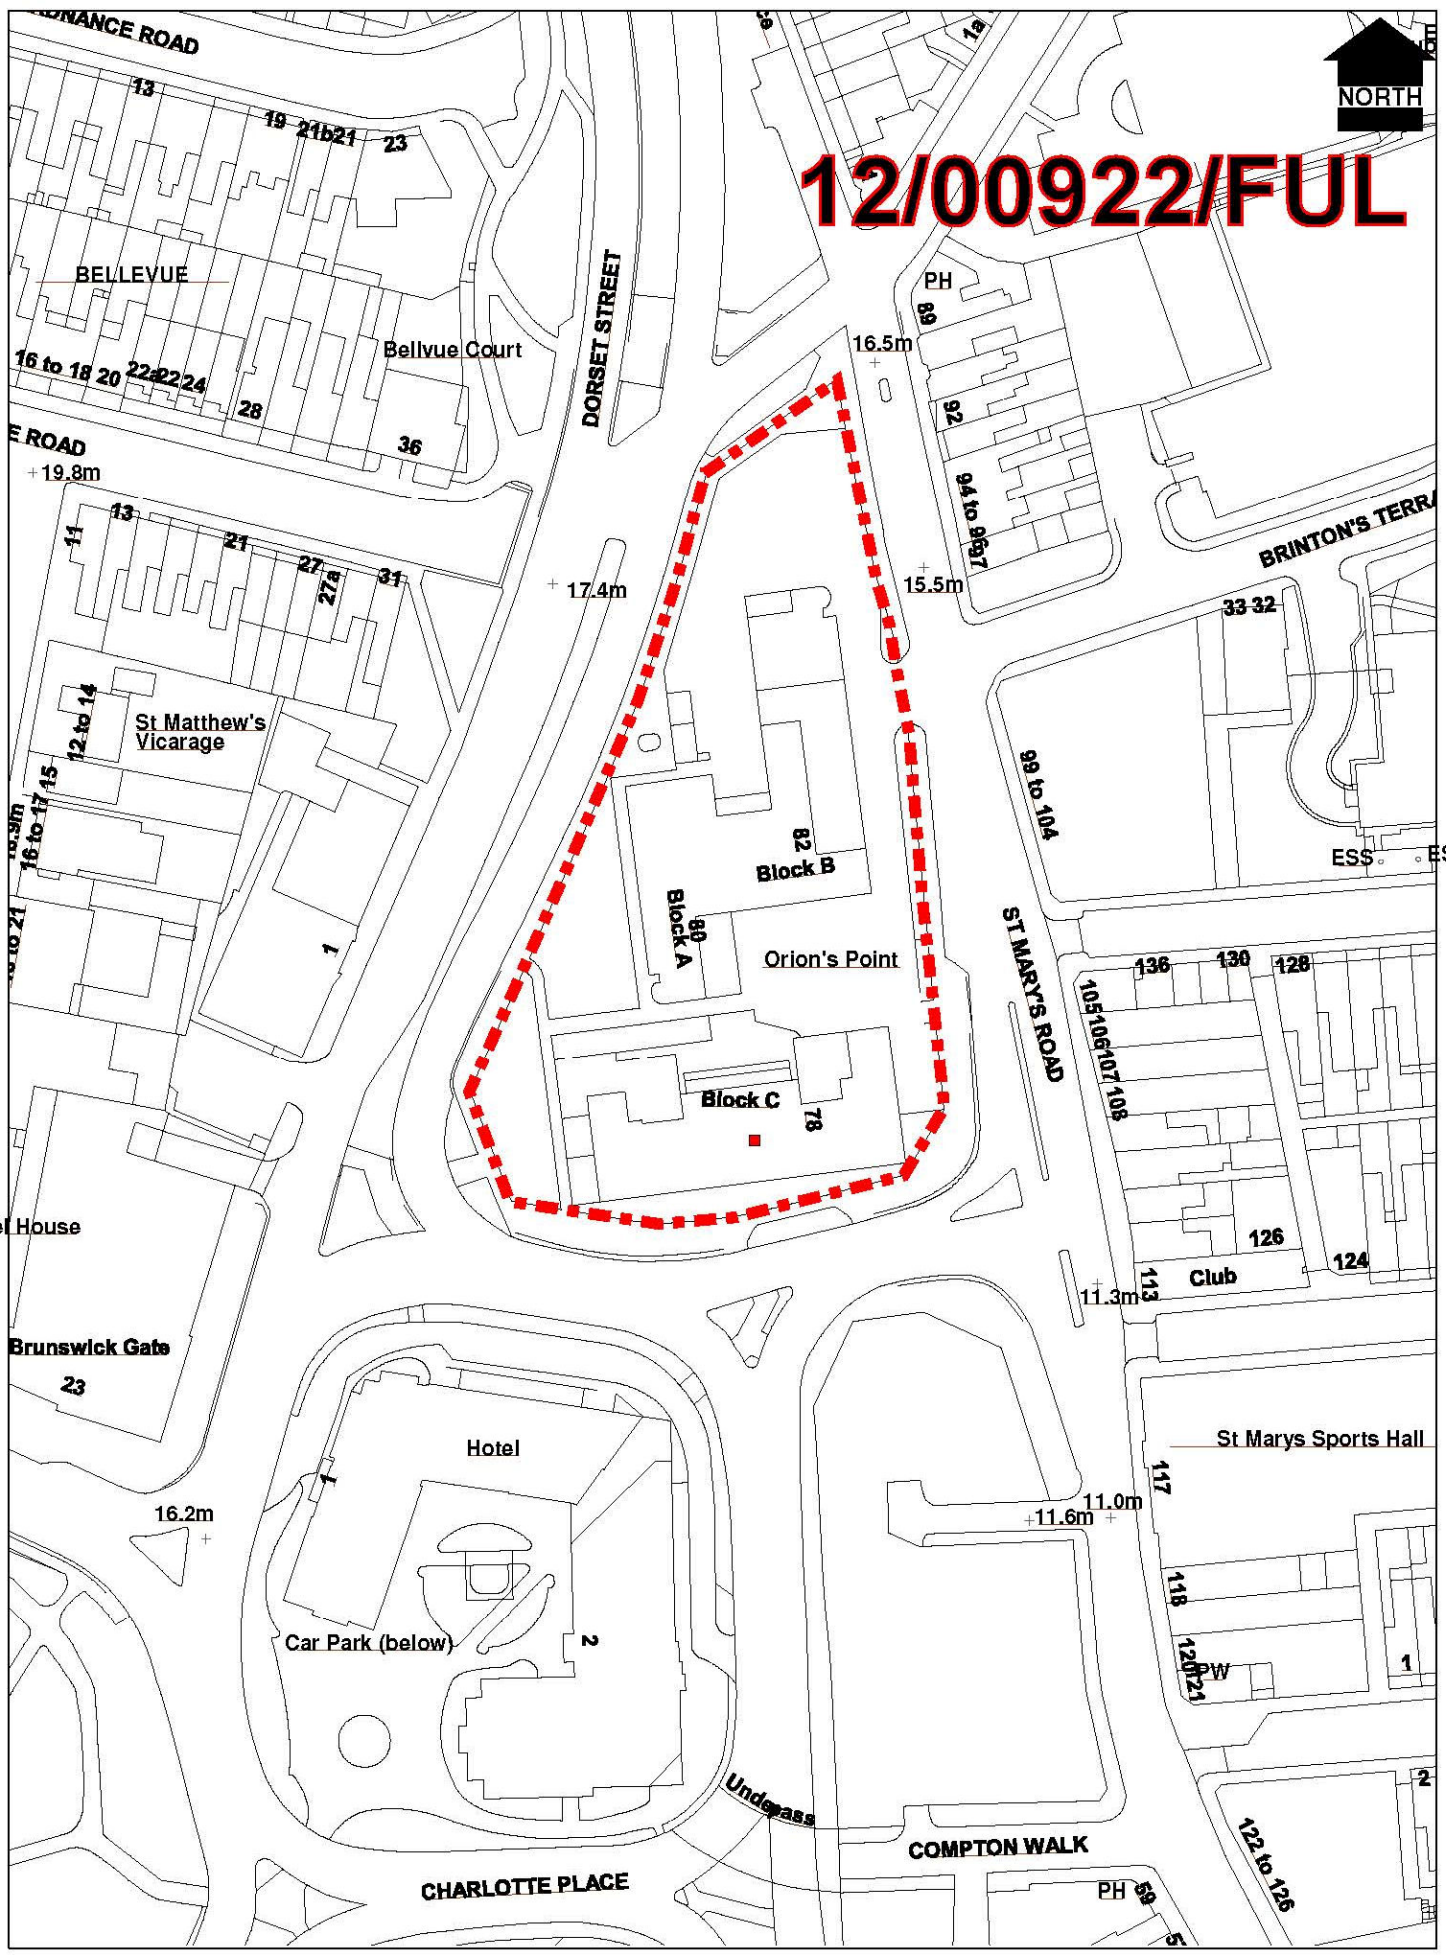 NORTH
12/00922/FUL
1a
13
19
21b
21
23
BELLEVUE
DORSET STREET
PH
89
16.5m
Bellvue Court
16 to 18
20
22a
22
24
28
36
92
ROAD
19.8m
94 to 96
97
BRINTON'S
11
13
21
27
27a
31
17.4m
15.5m
33 32
12 to 14
St Matthew's
Vicarage
15
16 to 17
99 to 104
82
Block B
ESS
80
Block A
1
ST MARY'S ROAD
Orion's Point
136
130
128
105
106
107
108
Block C
78
House
126
124
Club
113
11.3m
Brunswick Gate
23
Hotel
1
St Marys Sports Hall
117
16.2m
11.0m
11.6m
118
Car Park (below)
2
120
121
PW
1
Underpass
2
COMPTON WALK
122 to 126
CHARLOTTE PLACE
PH
59